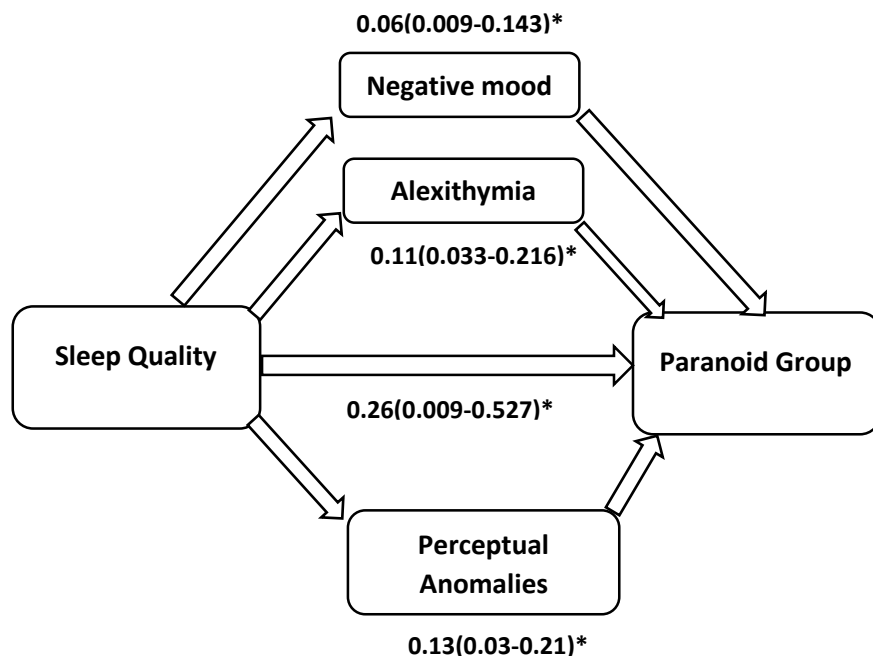 0.06(0.009-0.143)*
Negative mood
Alexithymia
0.11(0.033-0.216)*
Sleep Quality
Paranoid Group
0.26(0.009-0.527)*
Perceptual
Anomalies
0.13(0.03-0.21)*